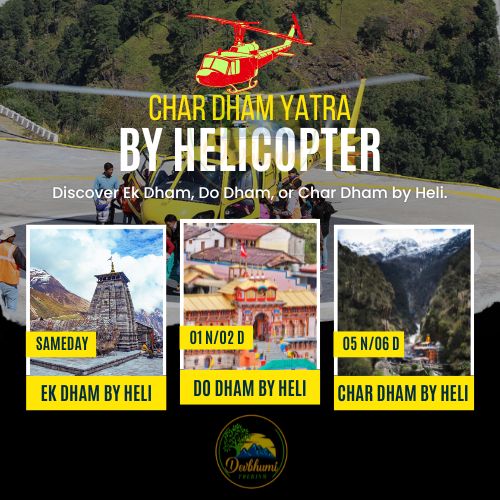 CHAR DHAM YATRA
BY HELICOPTER
Discover Ek Dham, Do Dham, or Char Dham by Heli.
SAMEDAY
EK DHAM BY HELI
01 N/02 D
DO DHAM BY HELI
05 N/06 D
CHAR DHAM BY HELI
Devbhumi
TOURISM